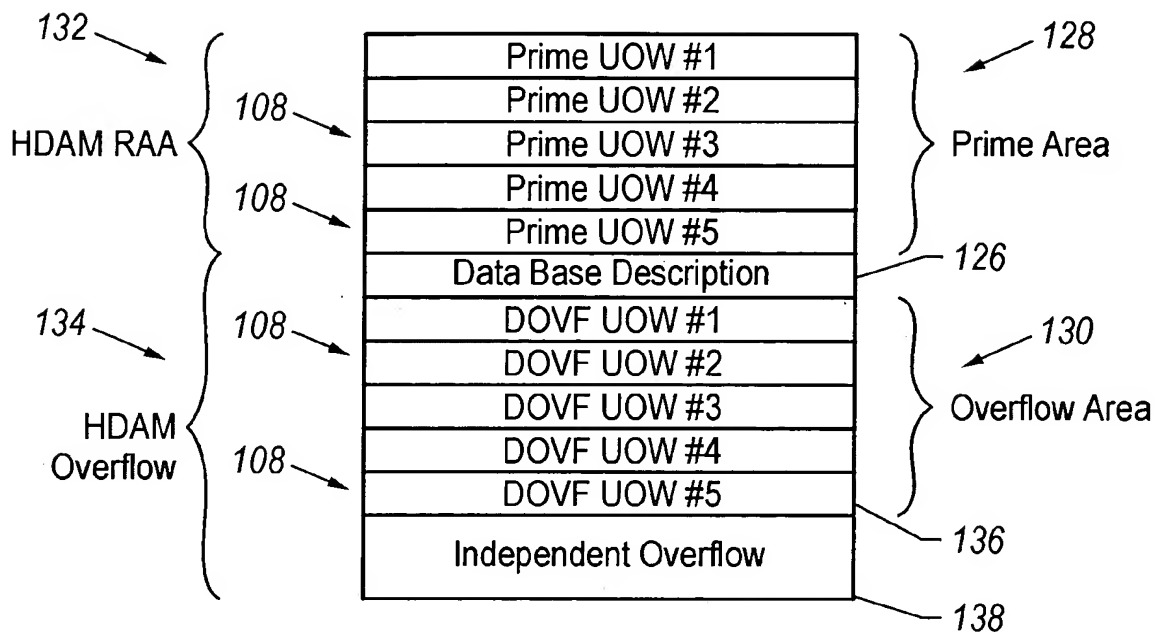 132
128
Prime UOW #1
Prime UOW #2
108
HDAM RAA
Prime UOW #3
Prime Area
Prime UOW #4
108
Prime UOW #5
Data Base Description
126
134
108
DOVF UOW #1
130
DOVF UOW #2
DOVF UOW #3
HDAM
Overflow
Overflow Area
DOVF UOW #4
108
DOVF UOW #5
136
Independent Overflow
138